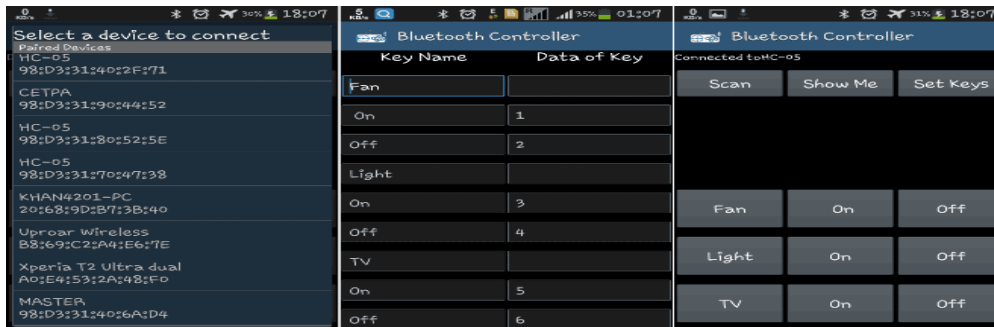 30% 18:07
Select a device to connect
Paired Devices
HC-05
98:D3:31:40:2F:71
CETPA
98:D3:31:90:44:52
HC-05
98:D3:31:80:52:5E
HC-05
98:D3:31:70:47:38
KHAN4201-PC
20:68:9D:B7:3B:40
Uproar Wireless
B8:69:C2:A4:E6:7E
Xperia T2 Ultra dual
A0:E4:53:2A:48:F0
MASTER
98:D3:31:40:6A:D4
5 KB/s 35% 01:07
Bluetooth Controller
Key Name Data of Key
Fan
On 1
Off 2
Light
On 3
Off 4
TV
On 5
Off 6
31% 18:07
Bluetooth Controller
Connected toHC-05
Scan Show Me Set Keys
Fan On Off
Light On Off
TV On Off